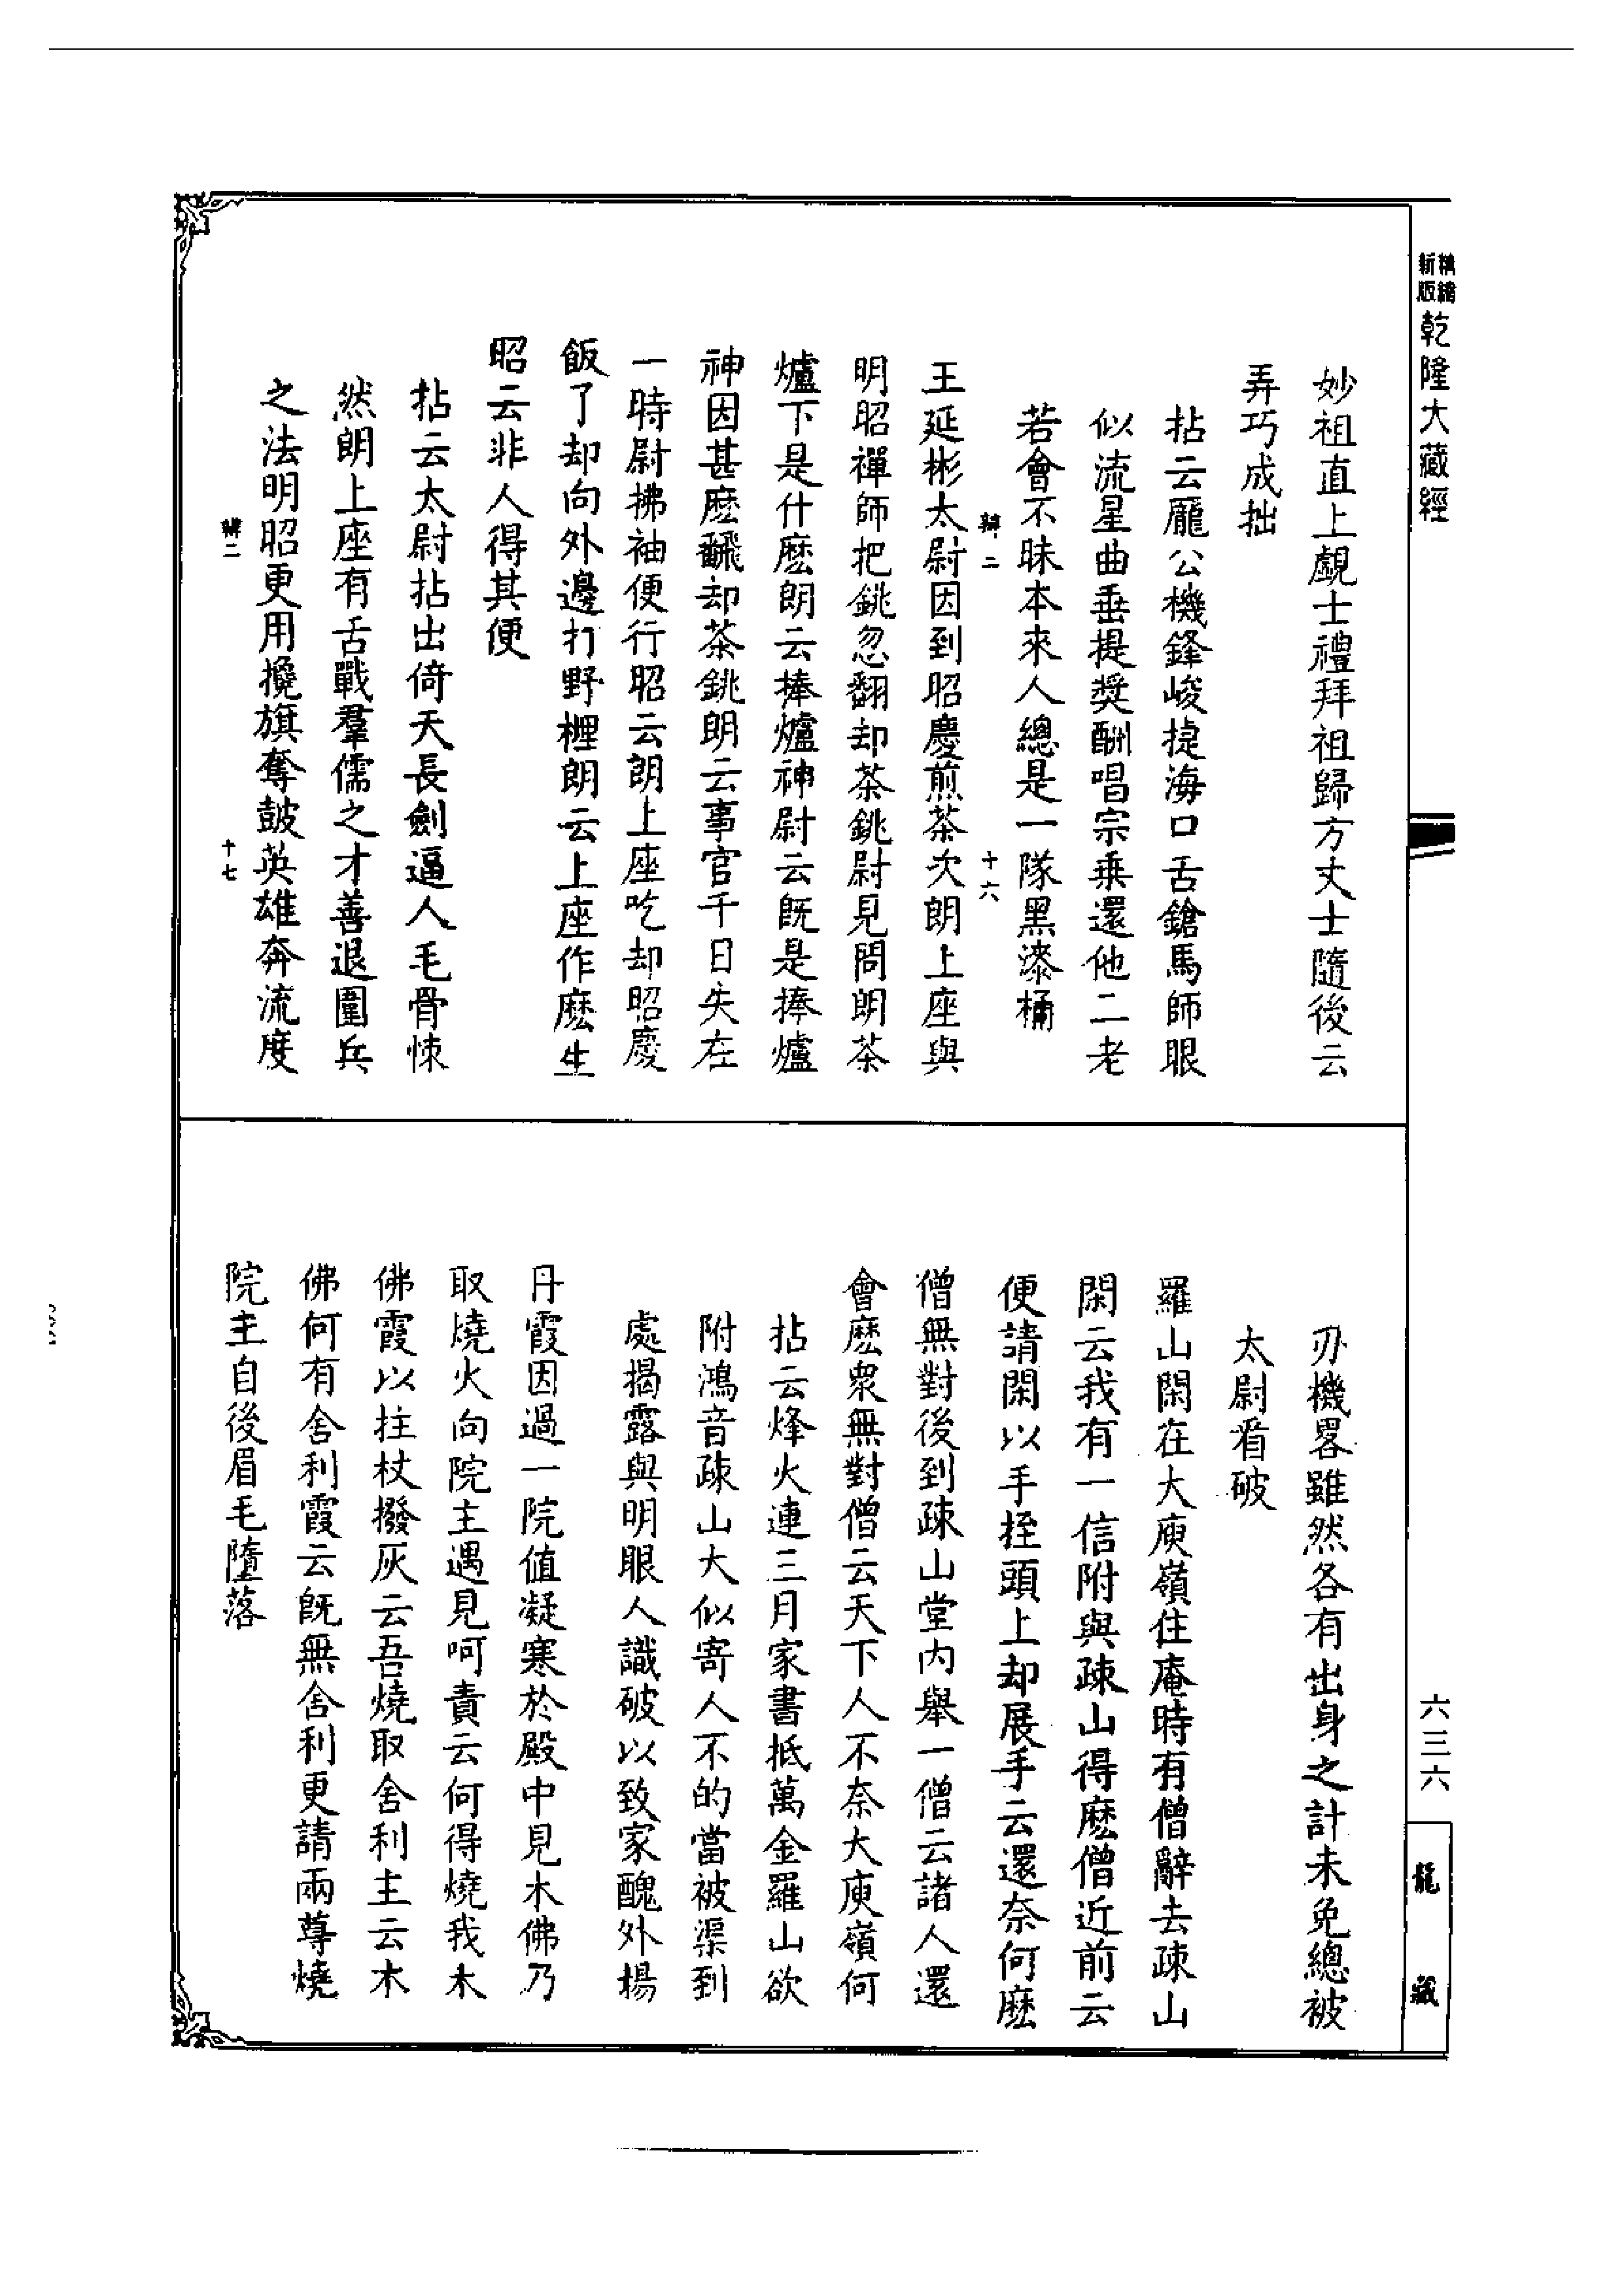 精繕新版乾隆大藏經
妙祖直上覷士禮拜祖歸方丈士隨後云
弄巧成拙
拈云龎公機鋒峻捷海口舌鎗馬師眼
似流星曲垂提奖酬唱宗乗還他二老
若會不昧本來人總是一隊黑漆桶
辯二 十六
王延彬太尉因到昭慶煎茶次朗上座與
明昭禪師把銚忽翻却茶銚尉見問朗茶
爐下是什麽朗云捧爐神尉云旣是捧爐
神因甚麽飜却茶銚朗云事官千日失在
一時尉拂袖便行昭云朗上座吃却昭慶
飯了却向外邊打野榸朗云上座作麽生
昭云非人得其便
拈云太尉拈出倚天長劍逼人毛骨悚
然朗上座有舌戰羣儒之才善退圍兵
之法明昭更用攙旗奪鼓英雄奔流度
辯二 十七
刃機畧雖然各有出身之計未免總被
太尉看破
羅山閑在大庾嶺住庵時有僧辭去疎山
閑云我有一信附與疎山得麽僧近前云
便請閑以手挃頭上却展手云還奈何麽
僧無對後到疎山堂内舉一僧云諸人還
會麽衆無對僧云天下人不奈大庾嶺何
拈云烽火連三月家書抵萬金羅山欲
附鴻音疎山大似寄人不的當被渠到
處揭露與明眼人識破以致家醜外揚
丹霞因過一院值凝寒於殿中見木佛乃
取燒火向院主遇見呵責云何得燒我木
佛霞以拄杖撥灰云吾燒取舍利主云木
佛何有舍利霞云旣無舍利更請兩尊燒
院主自後眉毛墮落
六三六
龍藏